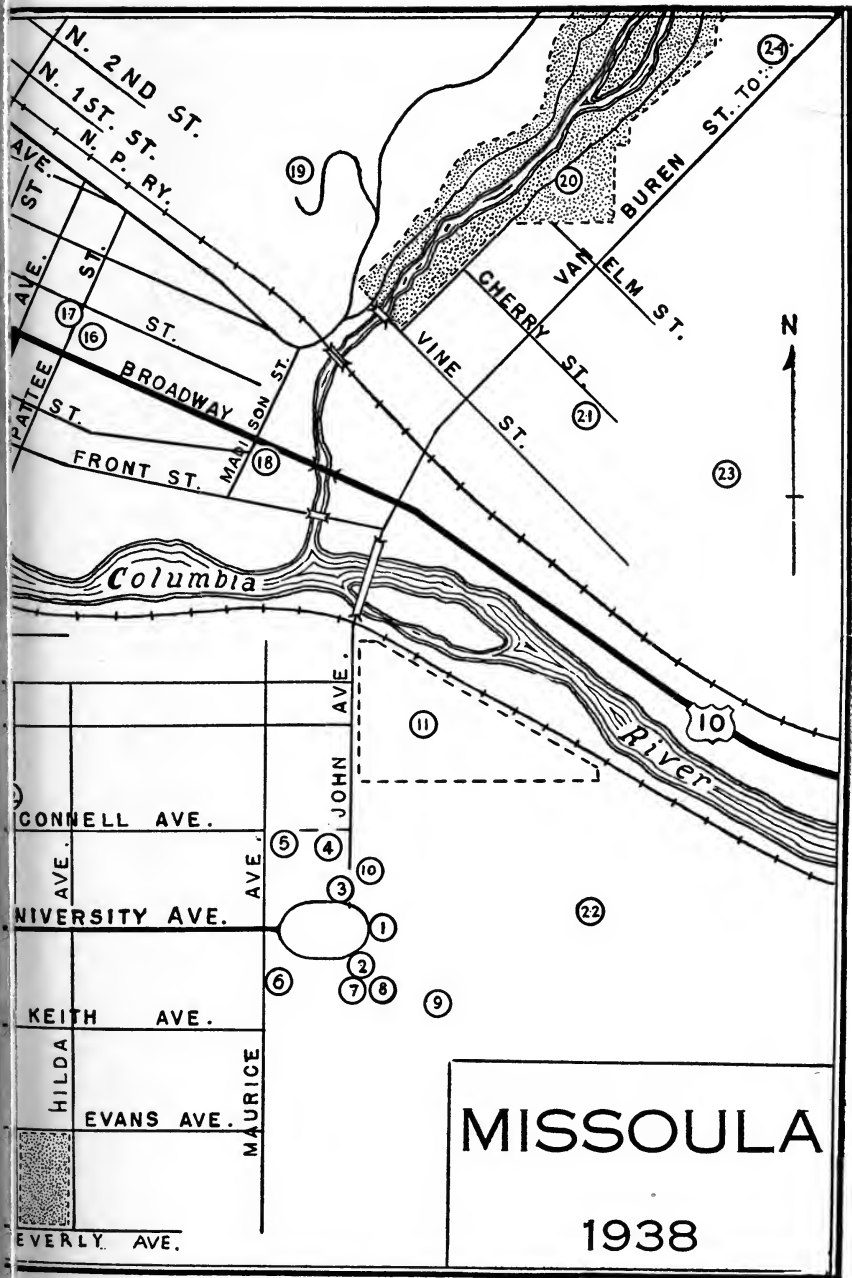 N. 2ND ST.
N. 1ST. ST.
N. P. RY.
AVE.
ST
AVE.
ST.
24
VAN BUREN ST. TO
19
20
ELM ST.
CHERRY ST.
VINE ST.
17
16
ST.
BROADWAY
PATTEE
ST.
MADISON ST.
FRONT ST.
18
21
23
N
Columbia River
10
11
JOHN AVE.
CONNELL AVE.
5
4
10
3
AVE.
AVE.
NIVERSITY AVE.
1
22
2
6
7
8
9
KEITH AVE.
HILDA
MAURICE
EVANS AVE.
EVERLY AVE.
MISSOULA
1938